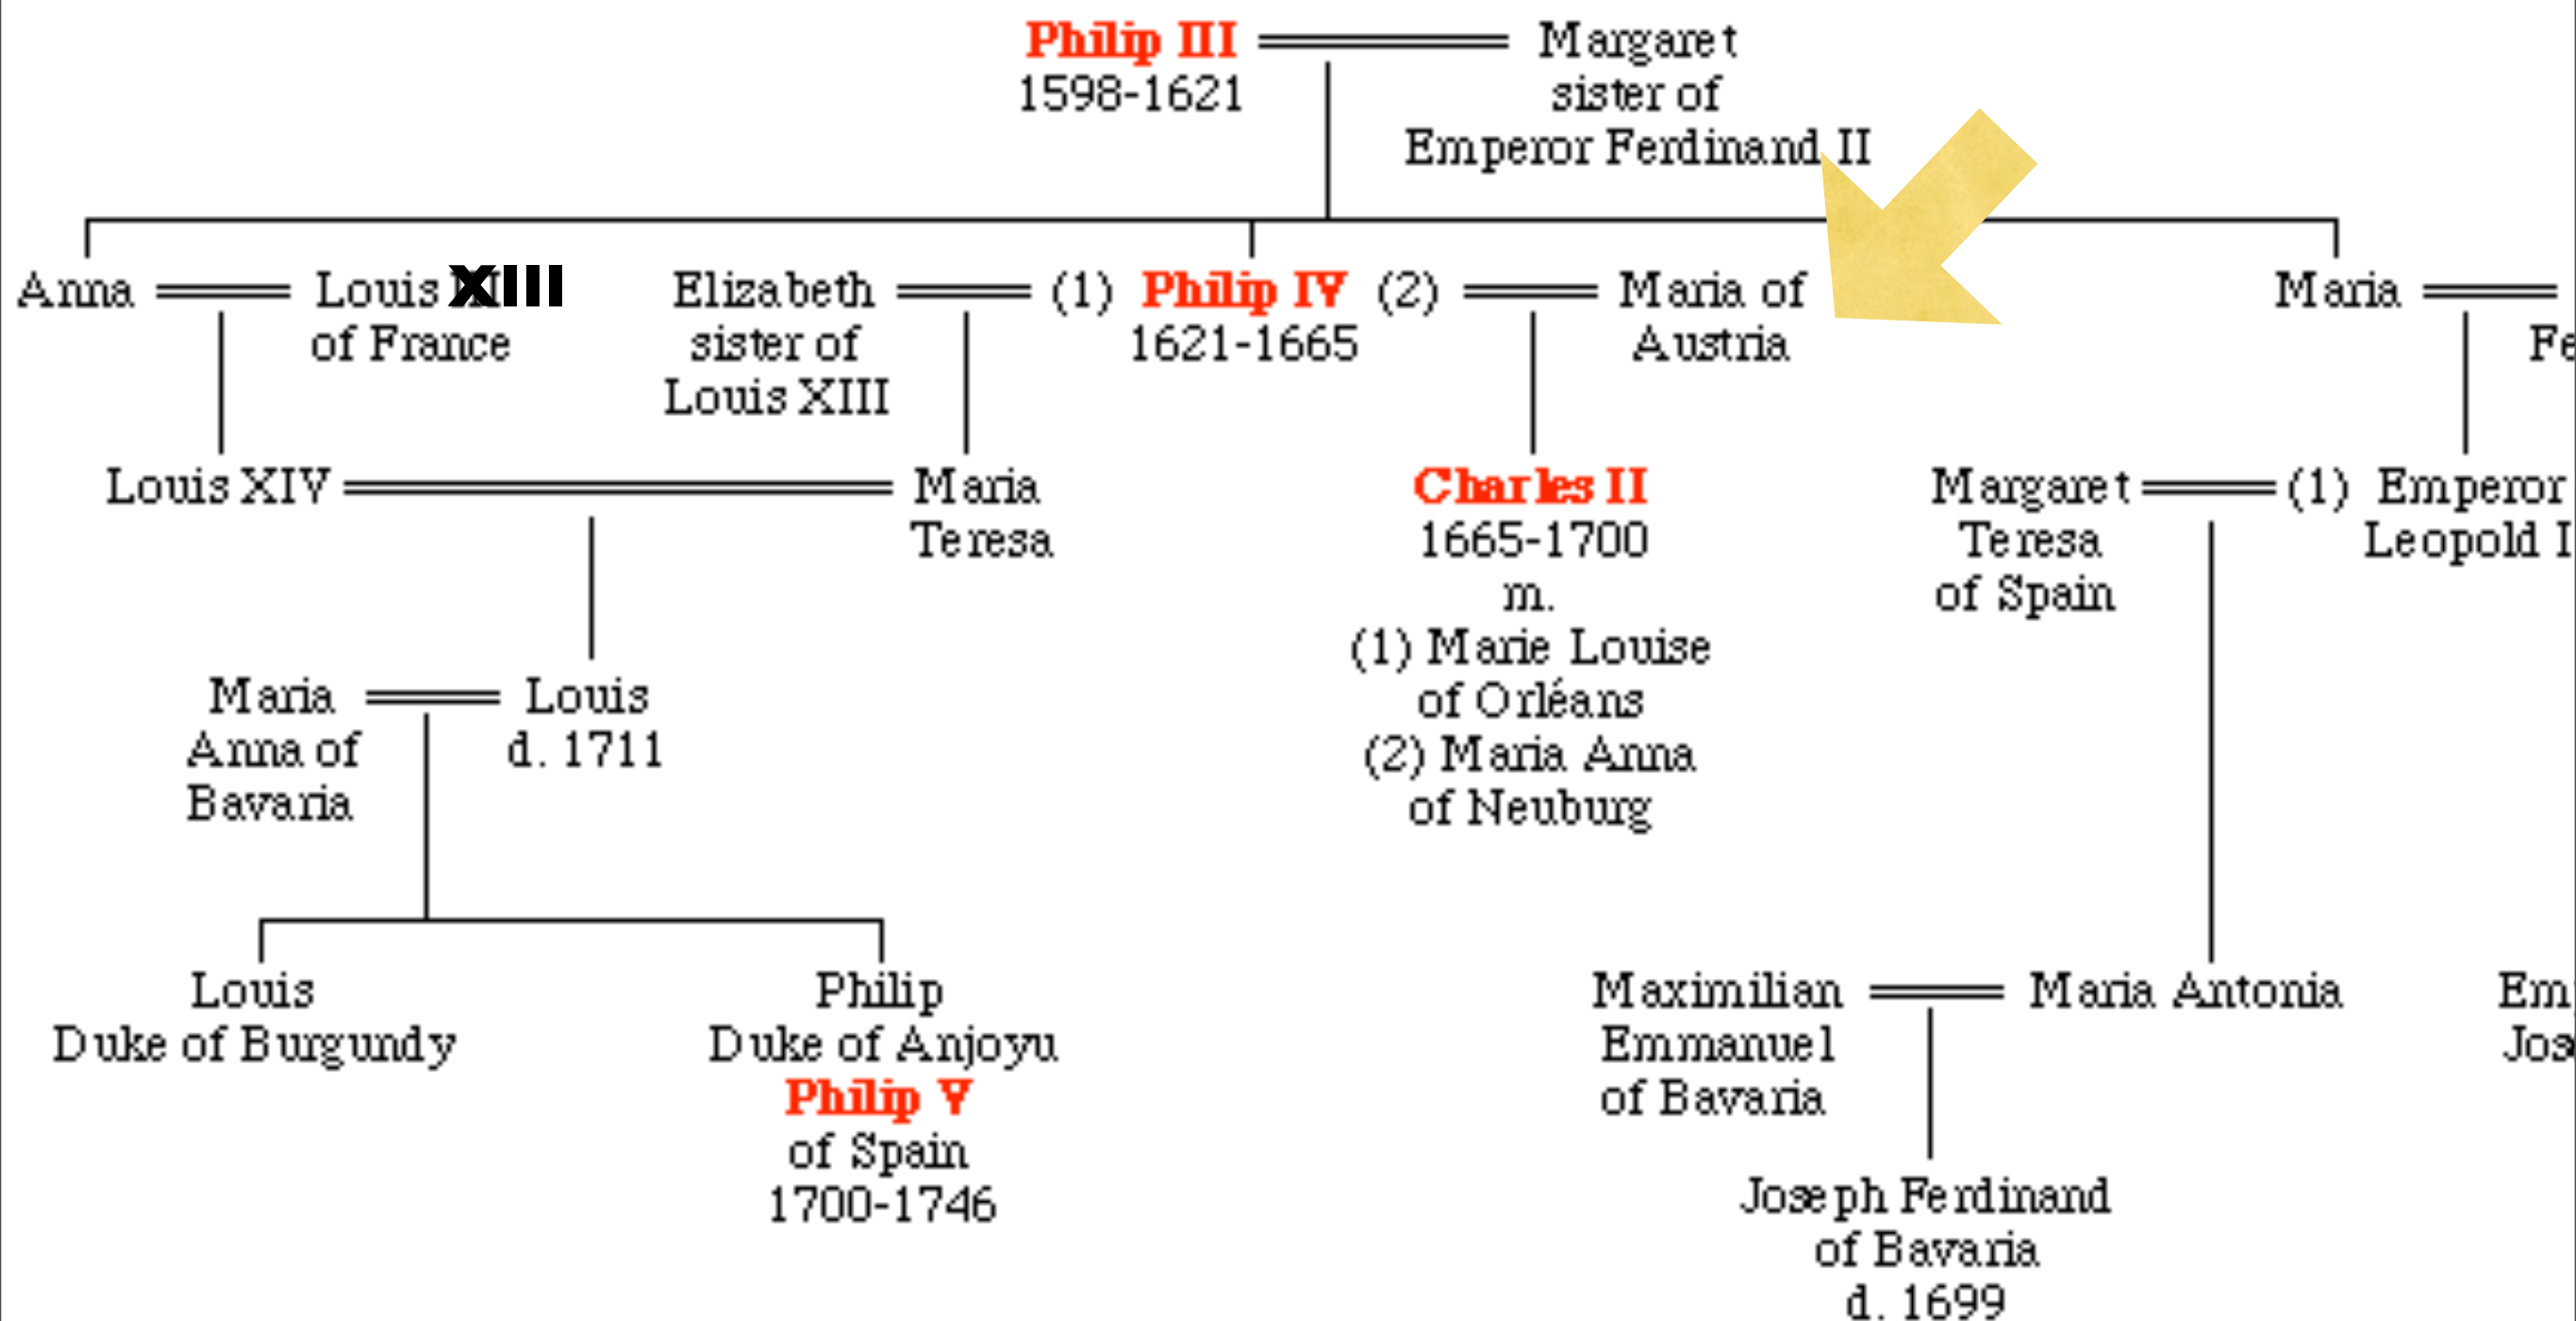 Philip III
1598-1621
Margaret
sister of
Emperor Ferdinand II
Anna
Louis XIII
of France
Elizabeth
sister of
Louis XIII
(1) Philip IV (2)
1621-1665
Maria of
Austria
Maria
Fe
Louis XIV
Maria
Teresa
Charles II
1665-1700
m.
(1) Marie Louise
of Orléans
(2) Maria Anna
of Neuburg
Margaret
Teresa
of Spain
(1) Emperor
Leopold I
Maria
Anna of
Bavaria
Louis
d. 1711
Louis
Duke of Burgundy
Philip
Duke of Anjoyu
Philip V
of Spain
1700-1746
Maximilian
Emmanuel
of Bavaria
Maria Antonia
Em
Jos
Joseph Ferdinand
of Bavaria
d. 1699